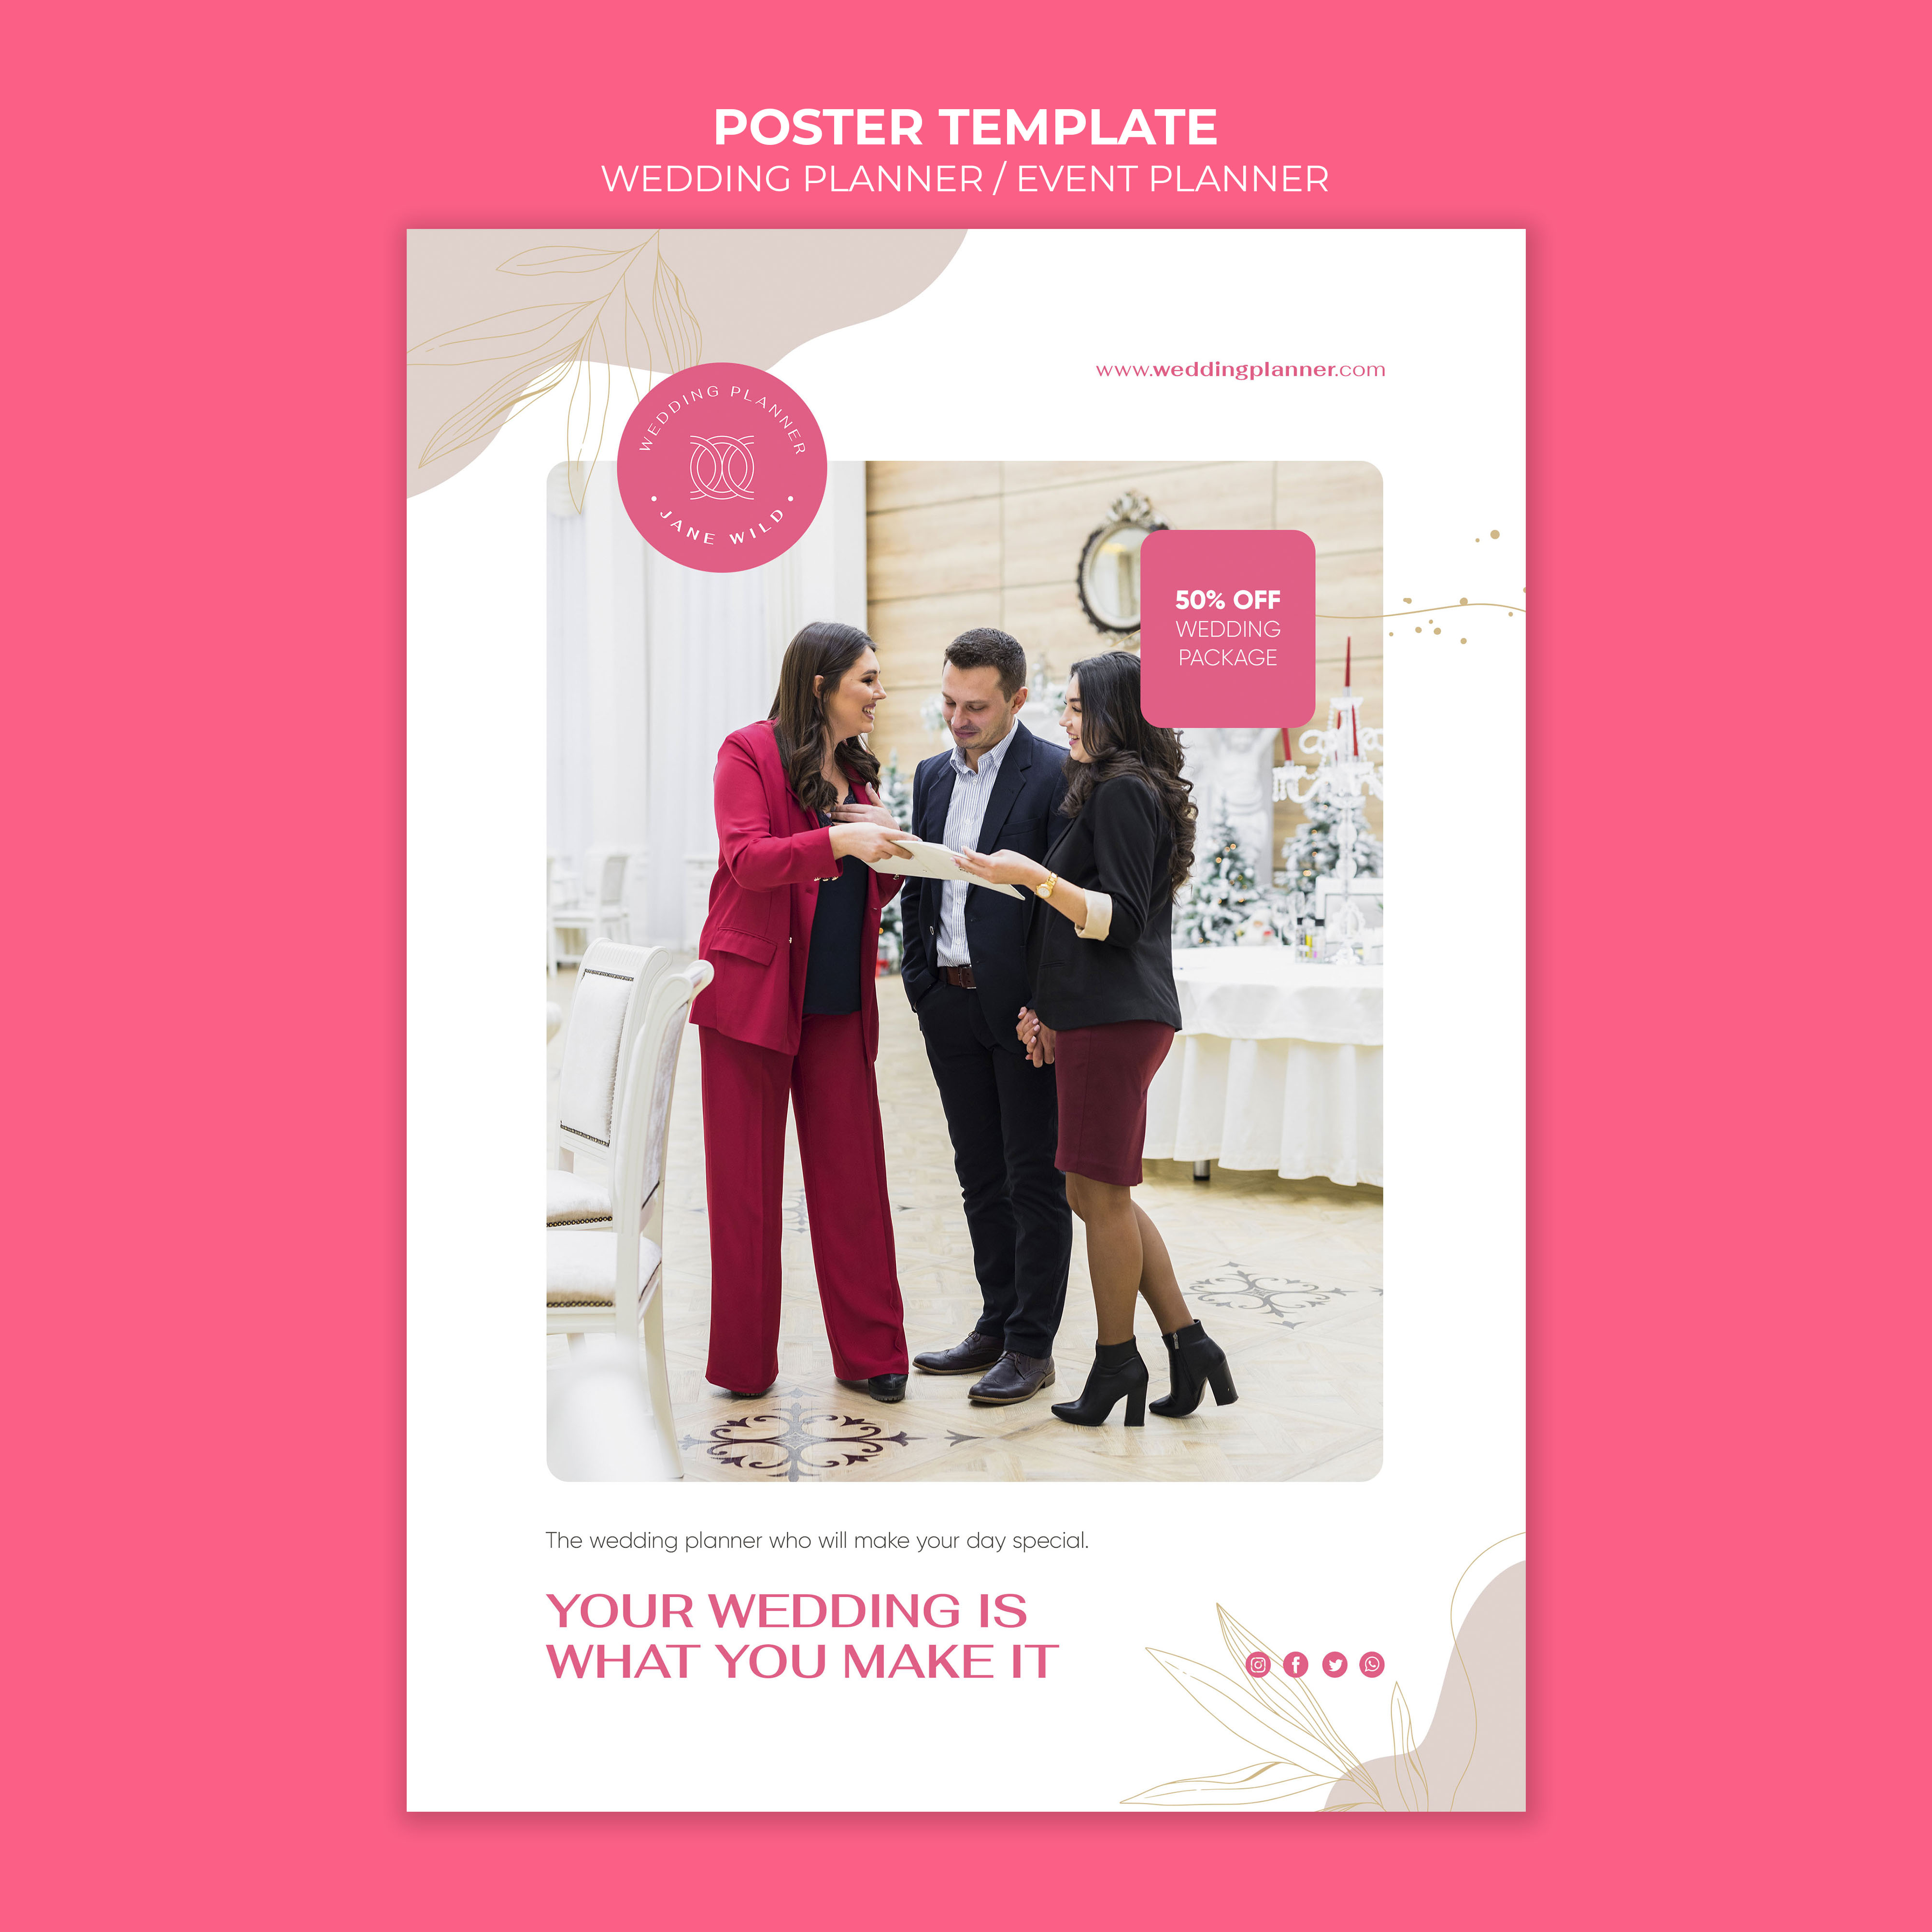 POSTER TEMPLATE
WEDDING PLANNER / EVENT PLANNER
www.weddingplanner.com
WEDDING PLANNER
• JANE WILD •
50% OFF
WEDDING
PACKAGE
The wedding planner who will make your day special.
YOUR WEDDING IS
WHAT YOU MAKE IT